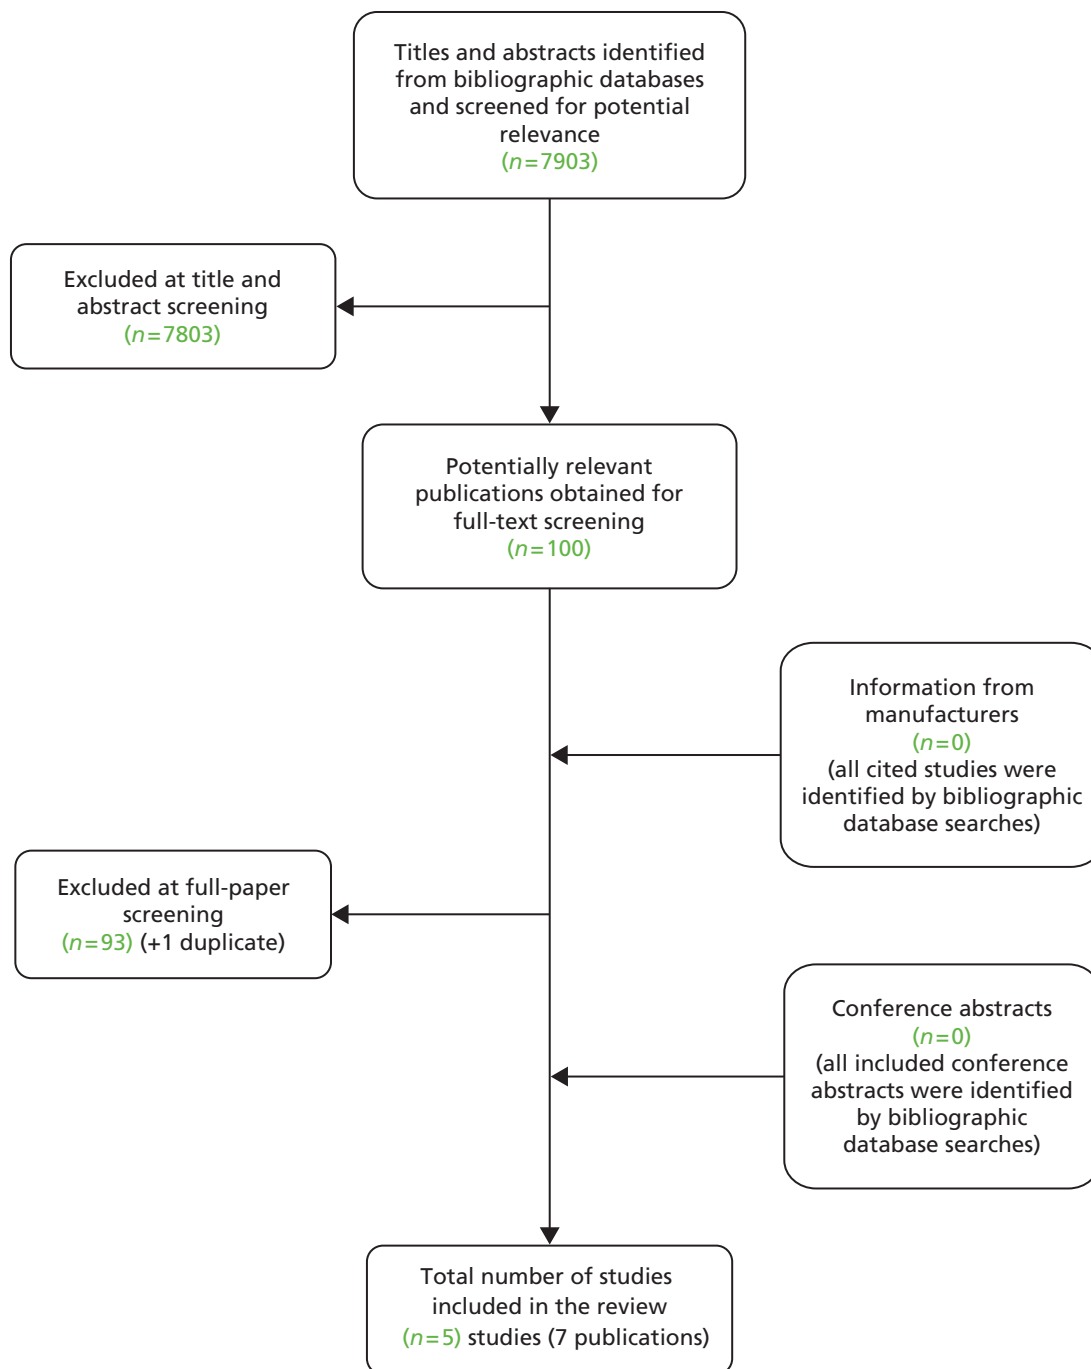 Titles and abstracts identified
from bibliographic databases
and screened for potential
relevance
(n=7903)
Excluded at title and
abstract screening
(n=7803)
Potentially relevant
publications obtained for
full-text screening
(n=100)
Information from
manufacturers
(n=0)
(all cited studies were
identified by bibliographic
database searches)
Excluded at full-paper
screening
(n=93) (+1 duplicate)
Conference abstracts
(n=0)
(all included conference
abstracts were identified
by bibliographic
database searches)
Total number of studies
included in the review
(n=5) studies (7 publications)